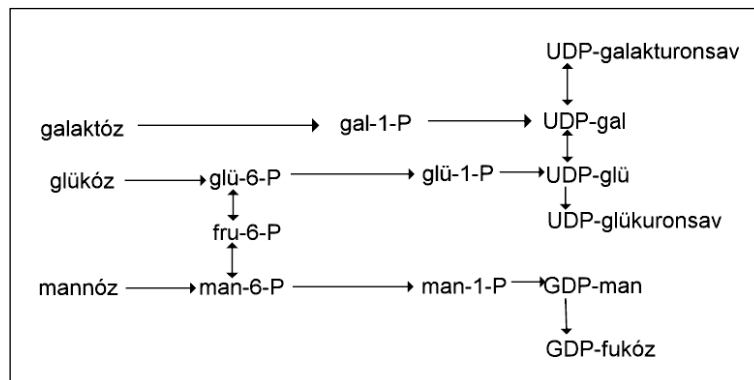 UDP-galakturonsav
galaktóz gal-1-P UDP-gal
glükóz glü-6-P glü-1-P UDP-glü
UDP-glükuronsav
fru-6-P
mannóz man-6-P man-1-P GDP-man
GDP-fukóz